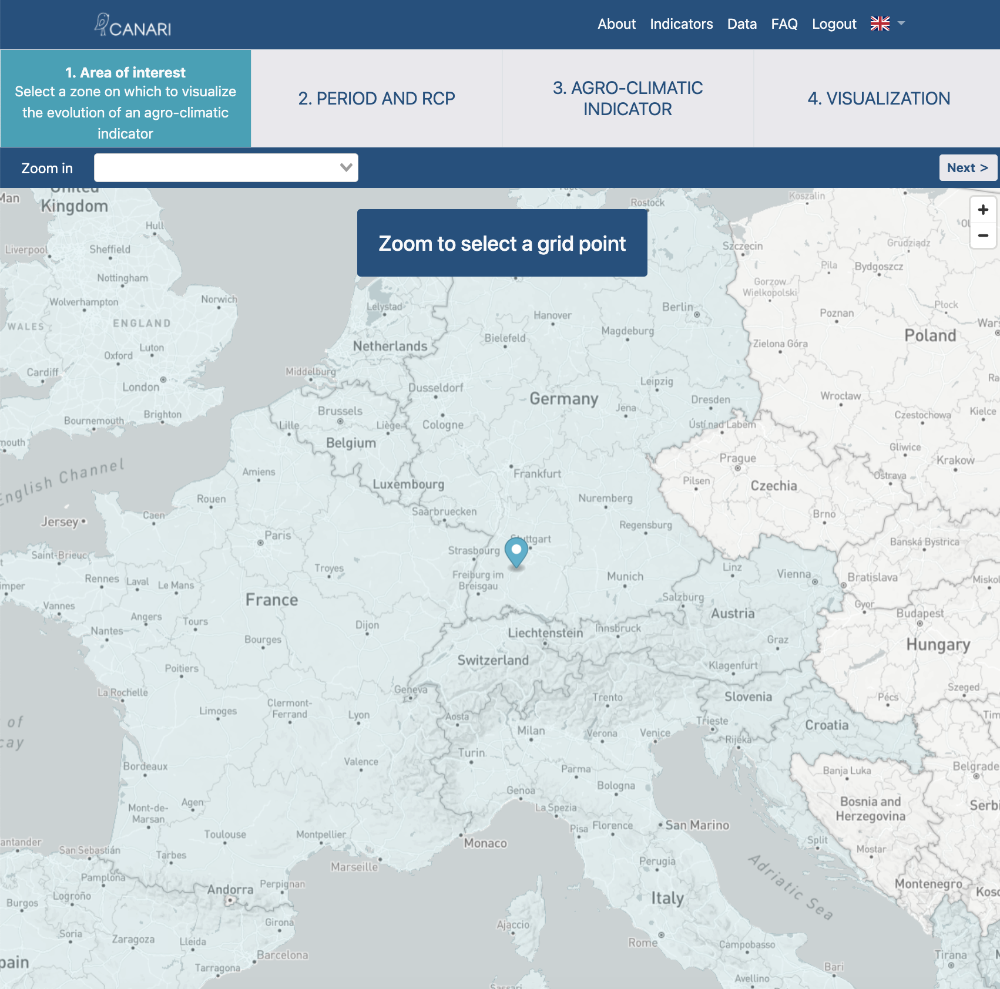 CANARI
About Indicators Data FAQ Logout
1. Area of interest
Select a zone on which to visualize
the evolution of an agro-climatic
indicator
2. PERIOD AND RCP
3. AGRO-CLIMATIC
INDICATOR
4. VISUALIZATION
Zoom in
Next >
Zoom to select a grid point
+
−
Man
Kingdom
Hull
Liverpool
Sheffield
Nottingham
Wolverhampton
Norwich
WALES
ENGLAND
Luton
Oxford
Cardiff
London
Bournemouth
Brighton
mouth
English Channel
Jersey
Rostock
Koszalin
Szczecin
Grudziądz
Piła
Bydgoszcz
Gorzow
Wielkopolski
Płock
Poznan
Poland
Zielona Góra
Wrocław
Czestochowa
Kielce
Gliwice
Krakow
Ostrava
Lelystad
Netherlands
Middelburg
Hanover
Berlin
Bielefeld
Magdeburg
Dusseldorf
Germany
Leipzig
Jena
Dresden
Cologne
Ústí nad Labem
Brussels
Lille
Liège
Belgium
Luxembourg
Frankfurt
Prague
Pilsen
Czechia
Brno
Nuremberg
Saarbruecken
Regensburg
Stuttgart
Strasbourg
Freiburg im
Breisgau
Munich
Amiens
Rouen
Caen
Paris
Saint-Brieuc
Troyes
Rennes
Laval
Le Mans
imper
Vannes
France
Angers
Tours
Nantes
Bourges
Dijon
Poitiers
La Rochelle
Limoges
Clermont-
Ferrand
Lyon
Geneva
Banská Bystrica
Linz
Vienna
Bratislava
Miskol
Salzburg
Austria
Gyor
Budapest
Hungary
Liechtenstein
Innsbruck
Graz
Switzerland
Klagenfurt
Szeged
Pécs
Slovenia
Trento
Aosta
Milan
Verona
Venice
Trieste
Rijeka
Croatia
Tim
of
cay
Turin
Bordeaux
Valence
Parma
Bologna
Genoa
La Spezia
Banja Luka
Belgrade
Bosnia and
Herzegovina
Serbi
Agen
Mont-de-
Marsan
Toulouse
Montpellier
Monaco
Pisa
Florence
San Marino
Split
Mostar
antander
San Sebastián
Tarbes
Marseille
Perugia
Adriatic Sea
Montenegro
Koso
Pamplona
Andorra
Perpignan
Logroño
Burgos
Italy
Girona
Ajaccio
Soria
Zaragoza
Lleida
Rome
Campobasso
Barcelona
Tirana
pain
Tarragona
Bari
Avellino